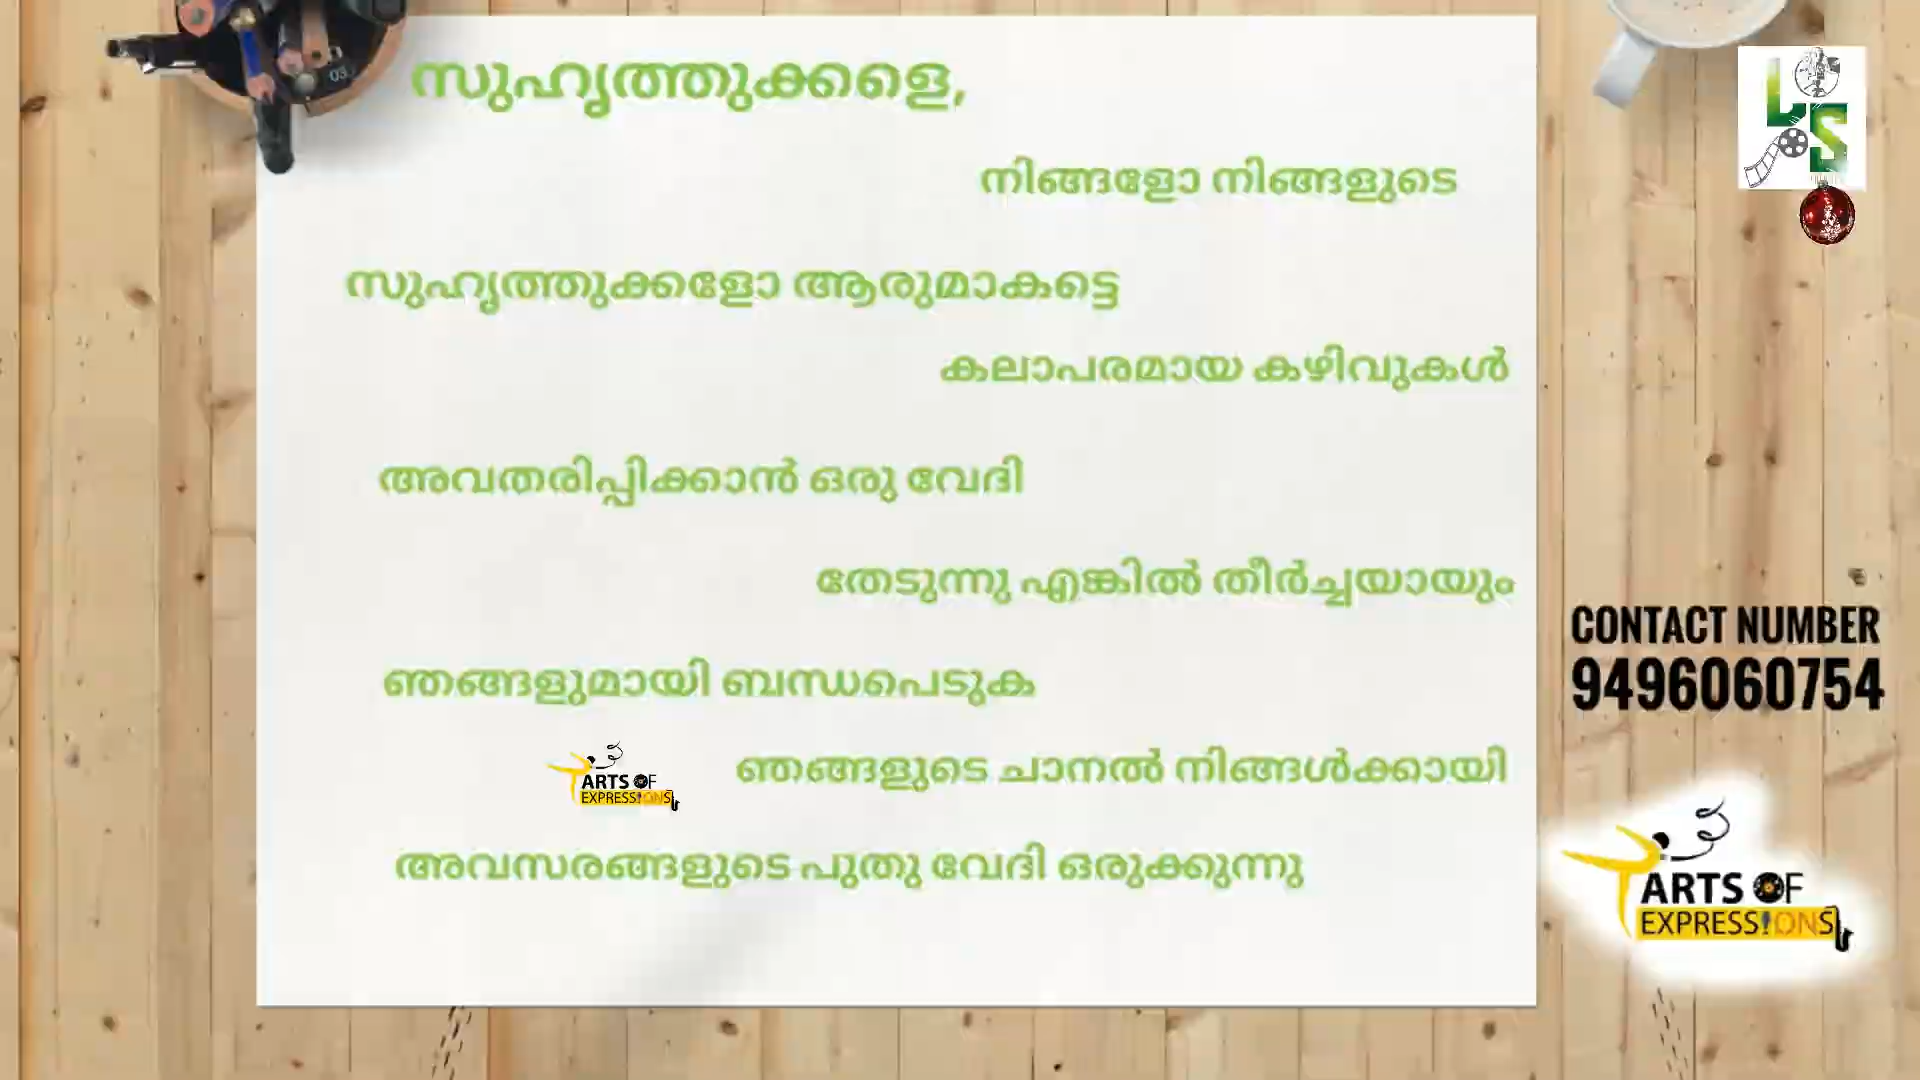 സുഹൃത്തുക്കളെ,
നിങ്ങളോ നിങ്ങളുടെ
സുഹൃത്തുക്കളോ ആരുമാകട്ടെ
കലാപരമായ കഴിവുകൾ
അവതരിപ്പിക്കാൻ ഒരു വേദി
തേടുന്നു എങ്കിൽ തീർച്ചയായും
ഞങ്ങളുമായി ബന്ധപെടുക
ARTS OF
EXPRESSIONS
ഞങ്ങളുടെ ചാനൽ നിങ്ങൾക്കായി
അവസരങ്ങളുടെ പുതു വേദി ഒരുക്കുന്നു
LS
CONTACT NUMBER
9496060754
ARTS OF
EXPRESSIONS